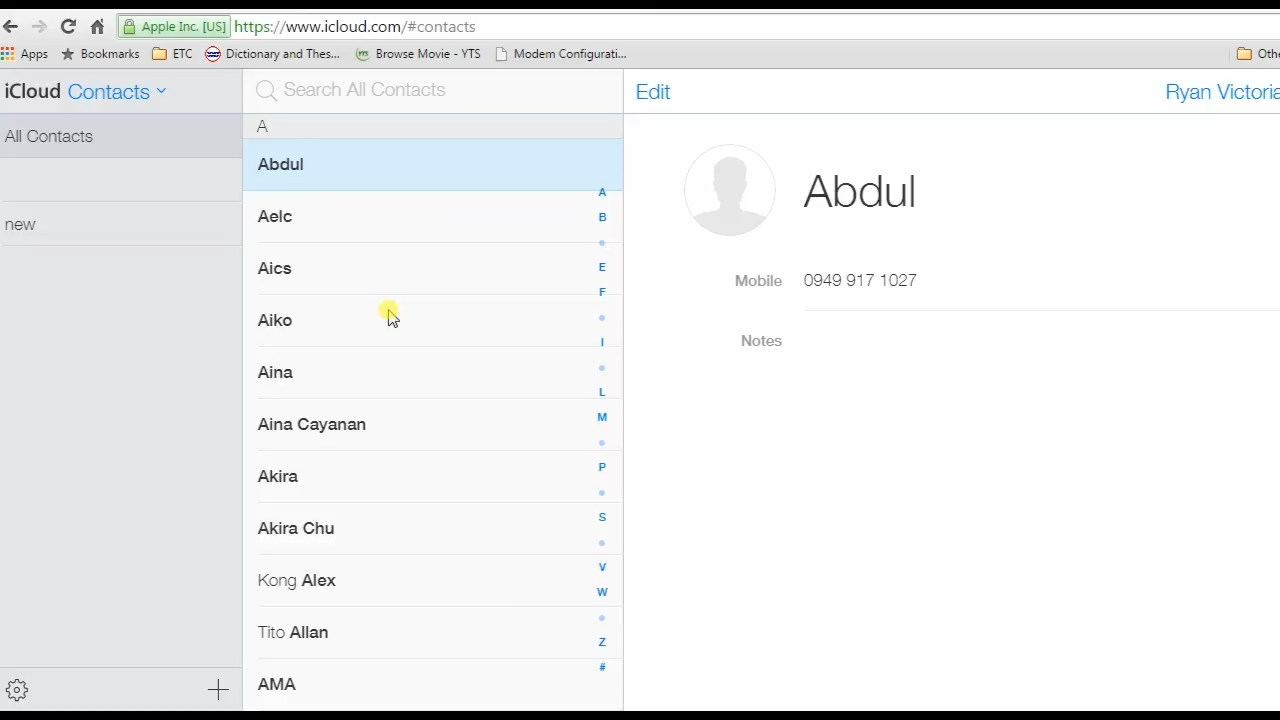 Apple Inc. [US] https://www.icloud.com/#contacts
Apps Bookmarks ETC Dictionary and Thes... Browse Movie - YTS Modem Configurati... Othe
iCloud Contacts
Search All Contacts
Edit
Ryan Victoria
All Contacts
new
A
Abdul
Aelc
Aics
Aiko
Aina
Aina Cayanan
Akira
Akira Chu
Kong Alex
Tito Allan
AMA
A
B
E
F
I
L
M
P
S
V
W
Z
#
Abdul
Mobile 0949 917 1027
Notes